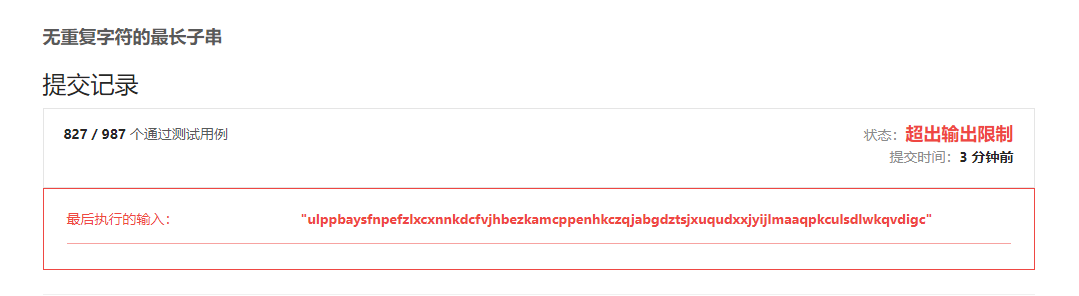 无重复字符的最长子串
提交记录
827 / 987 个通过测试用例
状态：超出输出限制
提交时间：3 分钟前
最后执行的输入：
"ulppbaysfnpefzlxcxnnkdcfvjhbezkamcppenhkczqjabgdztsjxuqudxxjyijlmaaqpkculsdlwkqvdigc"